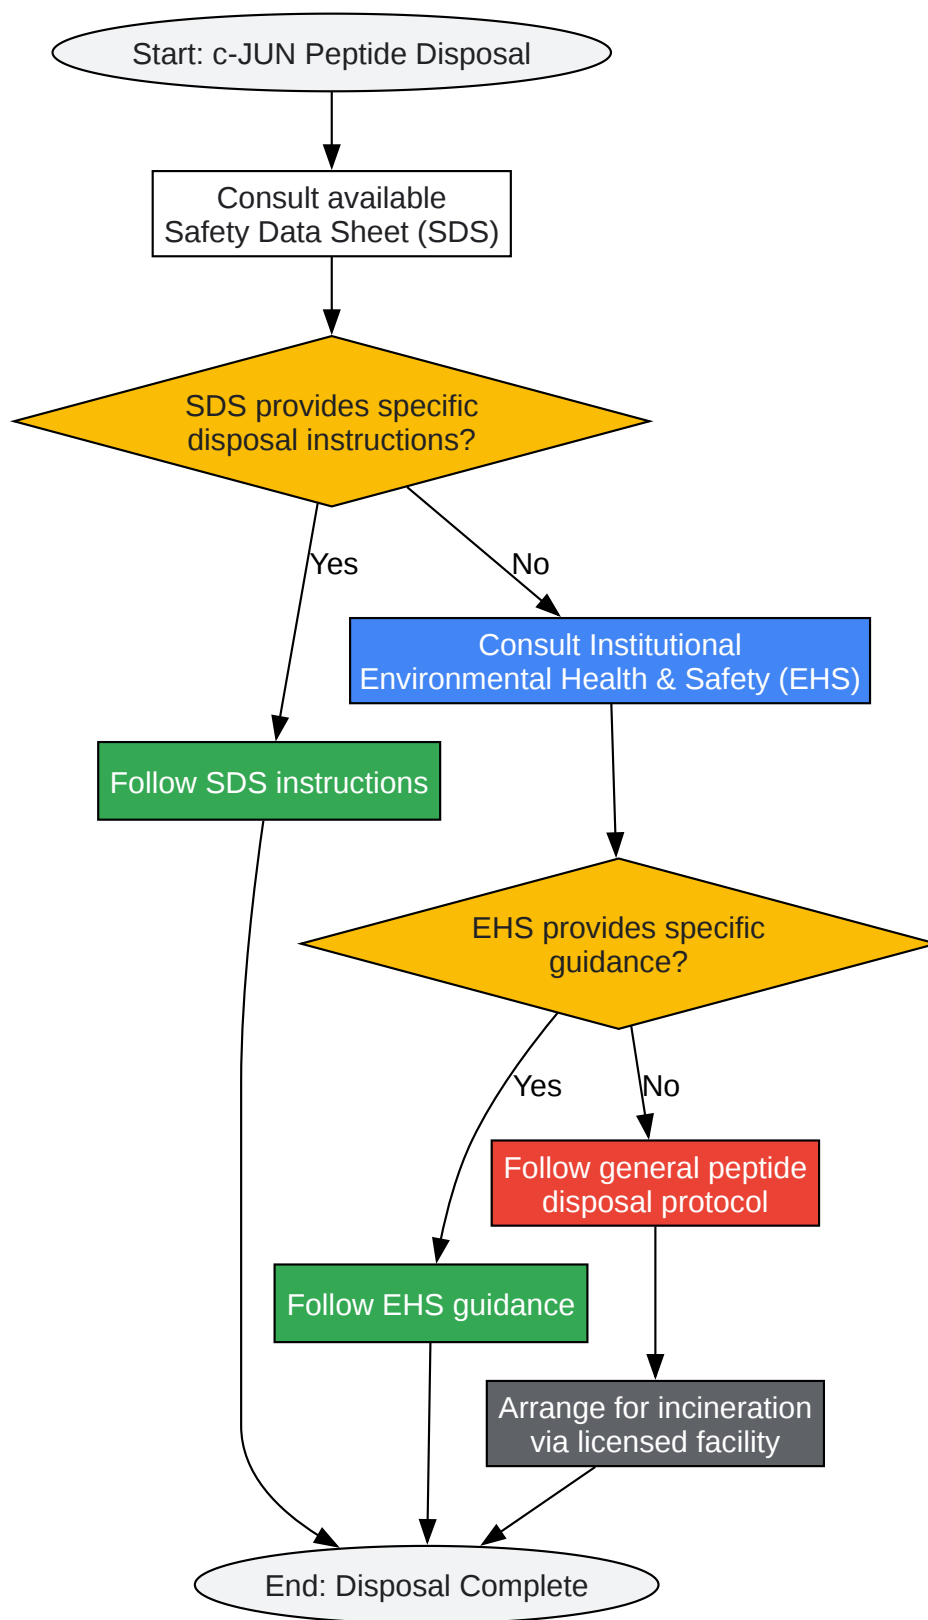 Start: c-JUN Peptide Disposal
Consult available
Safety Data Sheet (SDS)
SDS provides specific
disposal instructions?
Yes
No
Consult Institutional
Environmental Health & Safety (EHS)
Follow SDS instructions
EHS provides specific
guidance?
Yes
No
Follow general peptide
disposal protocol
Follow EHS guidance
Arrange for incineration
via licensed facility
End: Disposal Complete